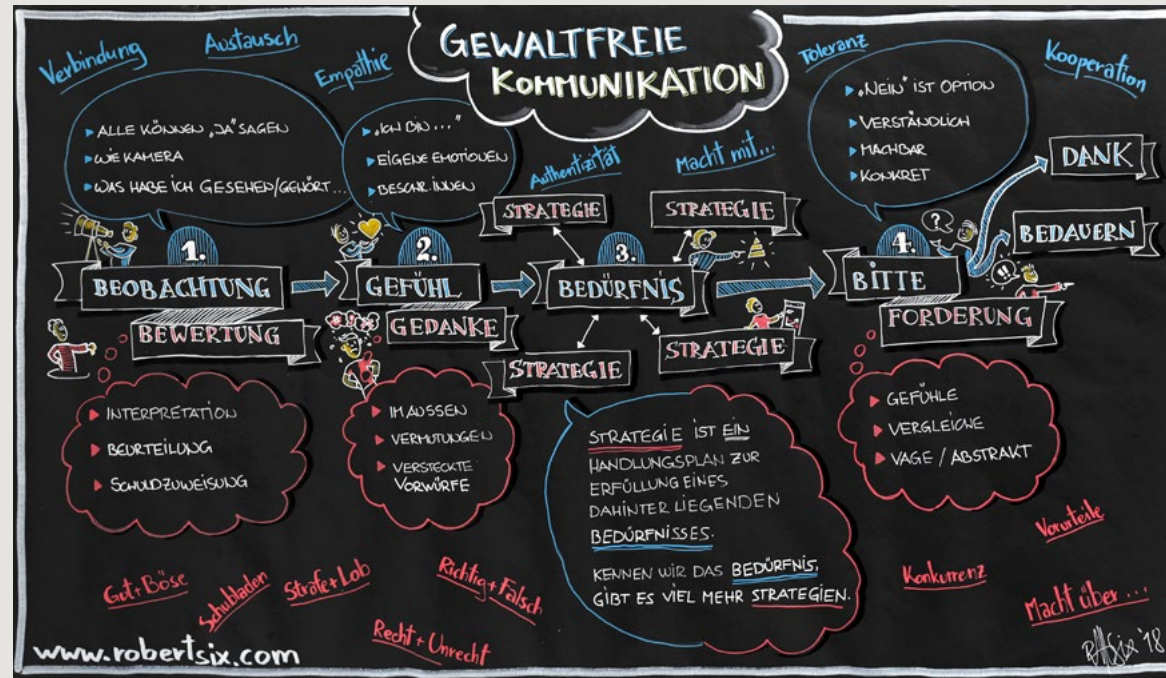 GEWALTFREIE
KOMMUNIKATION
Verbindung
Austausch
Empathie
Toleranz
Kooperation
▸ ALLE KÖNNEN „JA" SAGEN
▸ WIE KAMERA
▸ WAS HABE ICH GESEHEN/GEHÖRT...
▸ „ICH BIN ..."
▸ EIGENE EMOTIONEN
▸ BESCHR. INNEN
Authentizität
Macht mit...
▸ „NEIN" IST OPTION
▸ VERSTÄNDLICH
▸ MACHBAR
▸ KONKRET
DANK
BEDAUERN
STRATEGIE
STRATEGIE
1.
BEOBACHTUNG
BEWERTUNG
2.
GEFÜHL
GEDANKE
3.
BEDÜRFNIS
STRATEGIE
STRATEGIE
4.
BITTE
FORDERUNG
?
!!
▸ INTERPRETATION
▸ BEURTEILUNG
▸ SCHULDZUWEISUNG
▸ IM AUSSEN
▸ VERMUTUNGEN
▸ VERSTECKTE
VORWÜRFE
STRATEGIE IST EIN
HANDLUNGSPLAN ZUR
ERFÜLLUNG EINES
DAHINTER LIEGENDEN
BEDÜRFNISSES.
KENNEN WIR DAS BEDÜRFNIS,
GIBT ES VIEL MEHR STRATEGIEN.
▸ GEFÜHLE
▸ VERGLEICHE
▸ VAGE / ABSTRAKT
Gut + Böse
Schubladen
Strafe + Lob
Richtig + Falsch
Recht + Unrecht
Konkurrenz
Vorurteile
Macht über ...
www.robertsix.com
'18